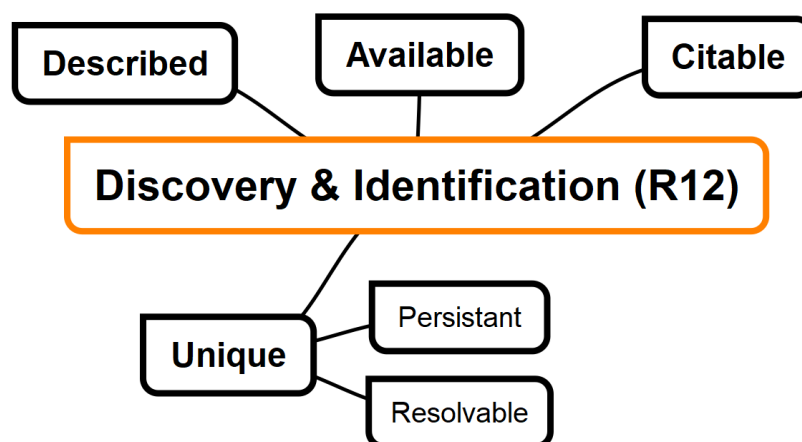 Described
Available
Citable
Discovery & Identification (R12)
Unique
Persistant
Resolvable